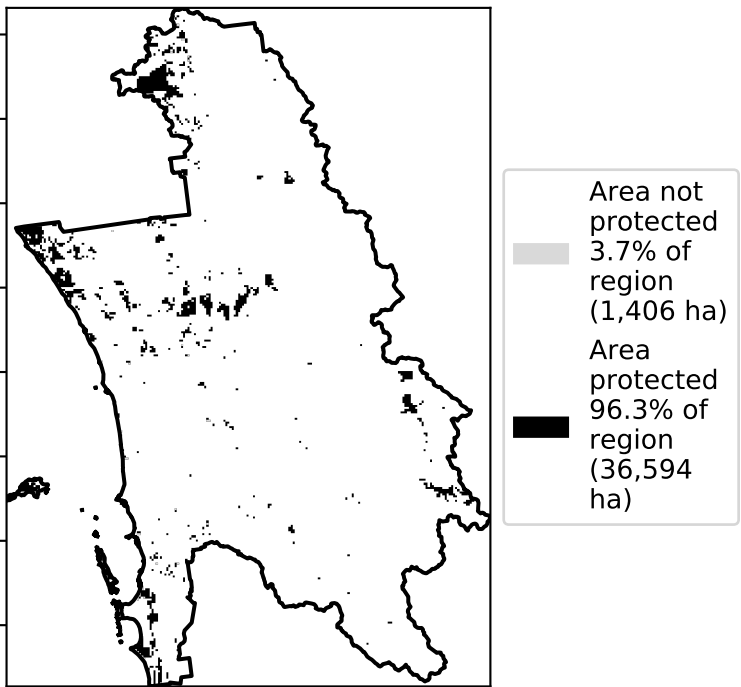 Area not
protected
3.7% of
region
(1,406 ha)
Area
protected
96.3% of
region
(36,594
ha)